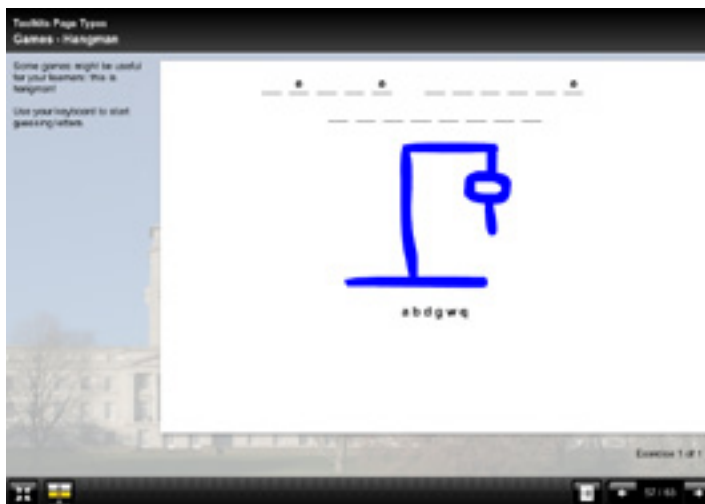 Toolkits Page Types
Games - Hangman
Some games might be useful
for your learners: this is
hangman!
Use your keyboard to start
guessing letters.
e e e
a b d g w q
Exercise 1 of 1